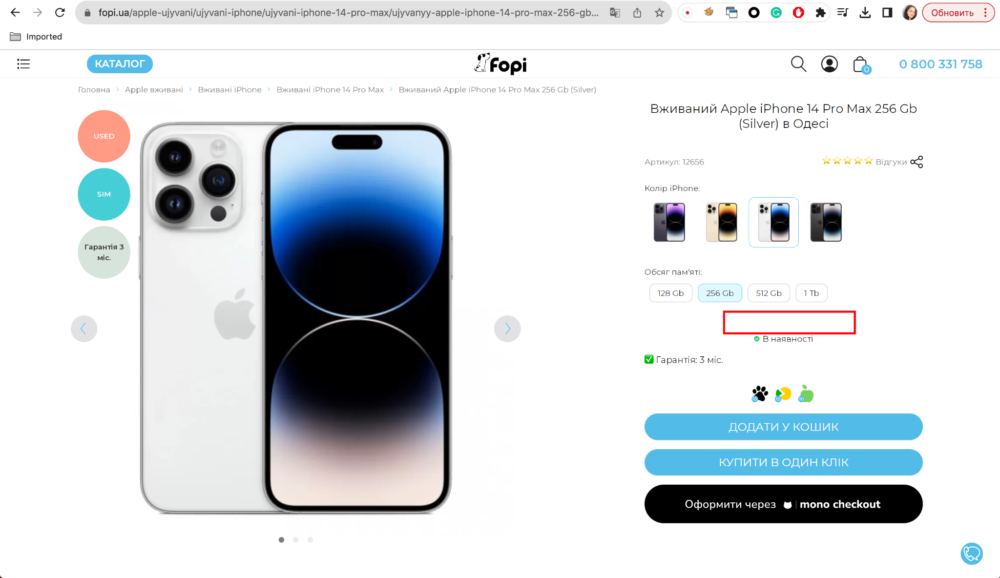 fopi.ua/apple-ujyvani/ujyvani-iphone/ujyvani-iphone-14-pro-max/ujyvanyy-apple-iphone-14-pro-max-256-gb...
Обновить
Imported
КАТАЛОГ
Fopi
0
0 800 331 758
Головна > Apple вживані > Вживані iPhone > Вживані iPhone 14 Pro Max > Вживаний Apple iPhone 14 Pro Max 256 Gb (Silver)
USED
SIM
Гарантія 3
міс.
Вживаний Apple iPhone 14 Pro Max 256 Gb
(Silver) в Одесі
Артикул: 12656
Відгуки
Колір iPhone:
Обсяг пам'яті:
128 Gb 256 Gb 512 Gb 1 Tb
В наявності
Гарантія: 3 міс.
10 10 10
ДОДАТИ У КОШИК
КУПИТИ В ОДИН КЛІК
Оформити через | mono checkout